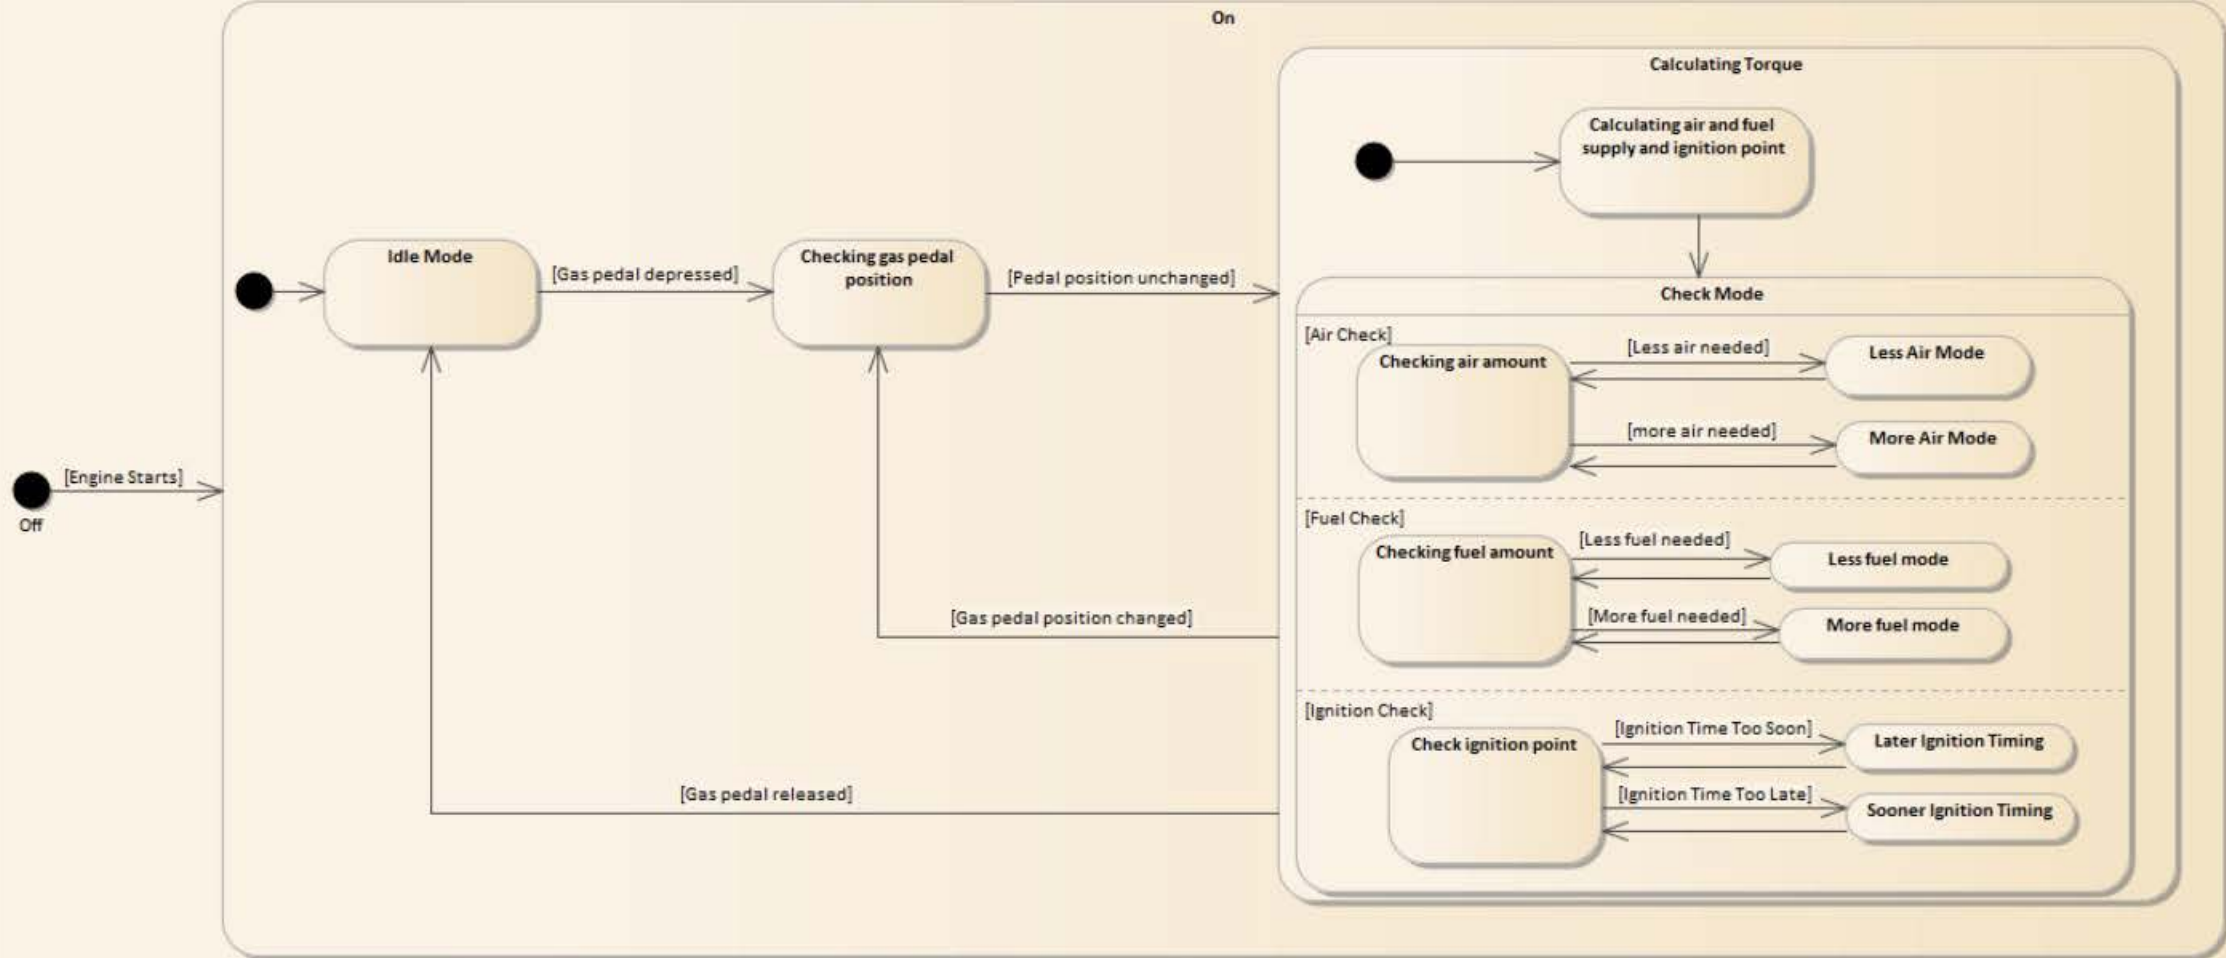 On
Calculating Torque
Calculating air and fuel
supply and ignition point
Idle Mode
[Gas pedal depressed]
Checking gas pedal
position
[Pedal position unchanged]
Check Mode
[Air Check]
Checking air amount
[Less air needed]
Less Air Mode
[more air needed]
More Air Mode
[Engine Starts]
Off
[Fuel Check]
Checking fuel amount
[Less fuel needed]
Less fuel mode
[More fuel needed]
More fuel mode
[Gas pedal position changed]
[Ignition Check]
Check ignition point
[Ignition Time Too Soon]
Later Ignition Timing
[Ignition Time Too Late]
Sooner Ignition Timing
[Gas pedal released]